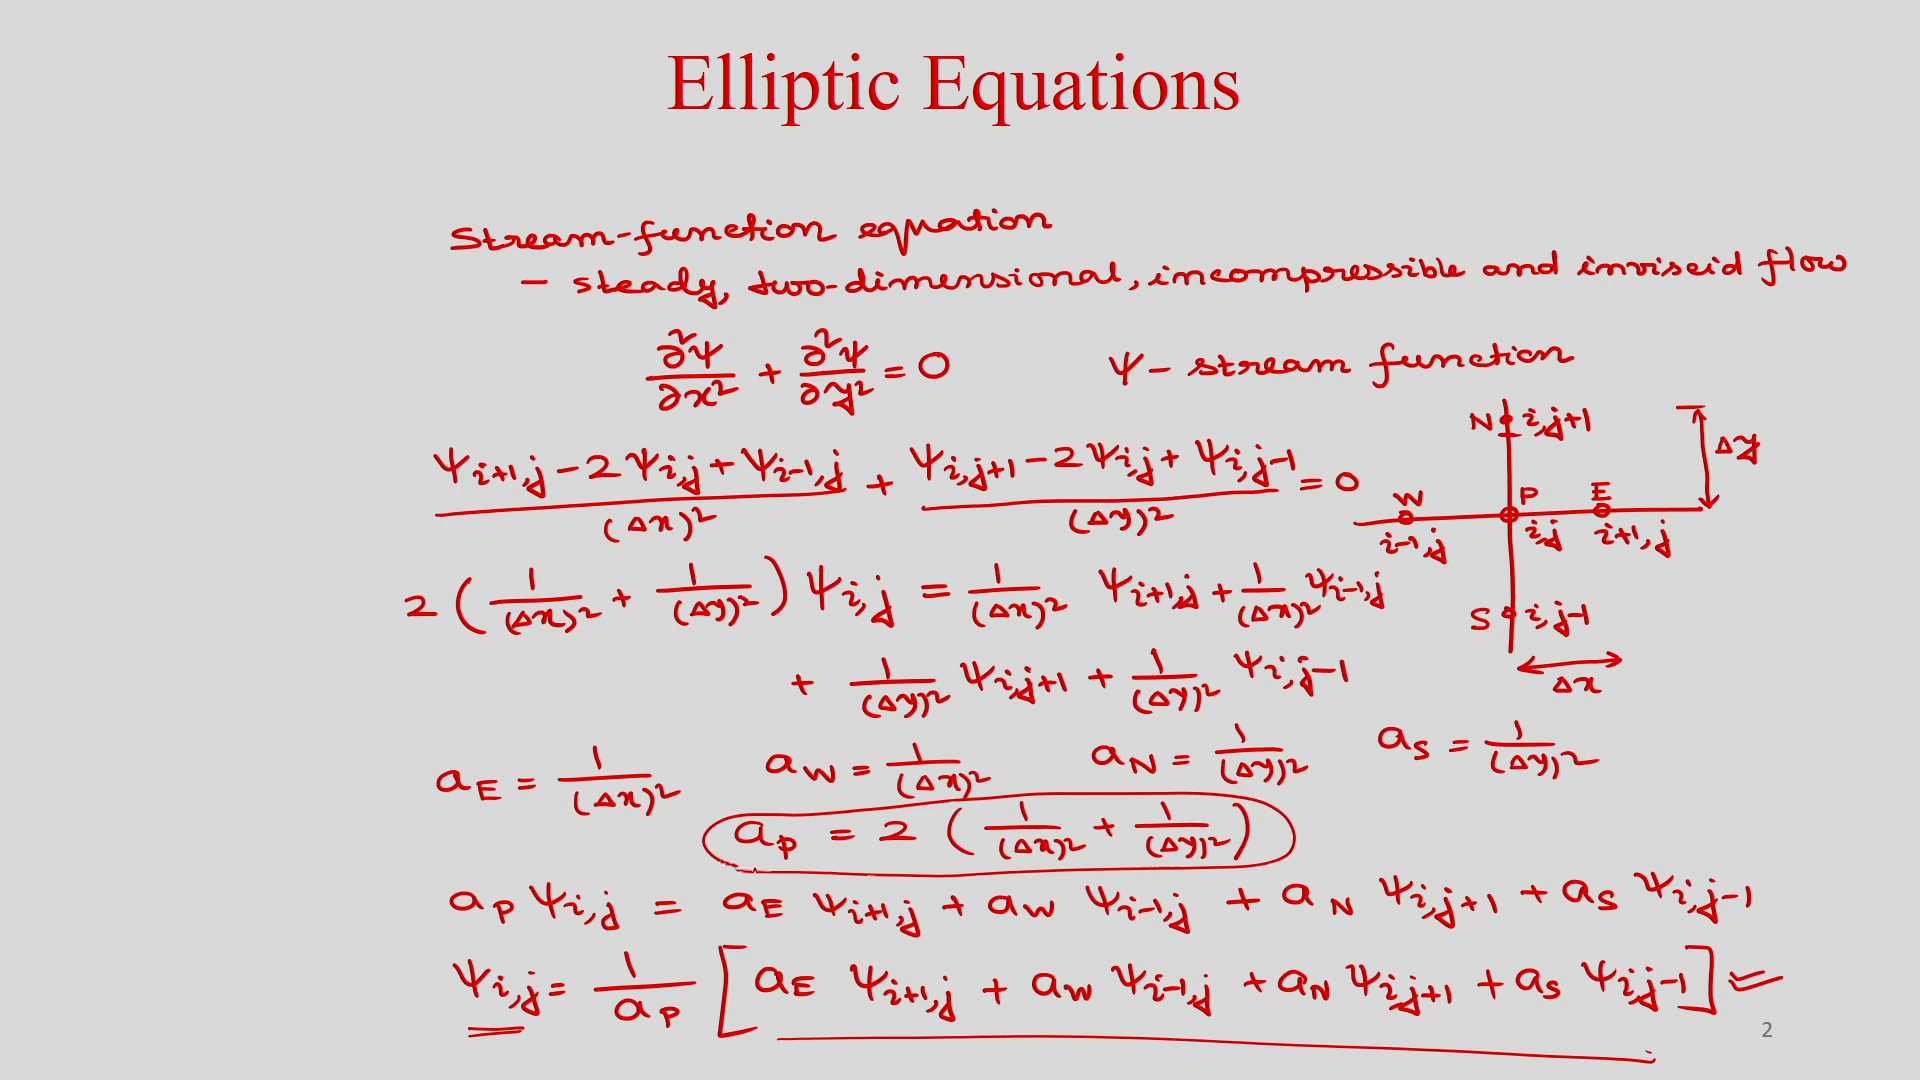 Elliptic Equations
Stream-function equation
- steady, two-dimensional, incompressible and inviscid flow
∂²ψ/∂x² + ∂²ψ/∂y² = 0
ψ - stream function
(ψi+1,j - 2ψi,j + ψi-1,j)/(Δx)² + (ψi,j+1 - 2ψi,j + ψi,j-1)/(Δy)² = 0
N i,j+1
Δy
W P E
i-1,j i,j i+1,j
S i,j-1
Δx
2 (1/(Δx)² + 1/(Δy)²) ψi,j = 1/(Δx)² ψi+1,j + 1/(Δx)² ψi-1,j
+ 1/(Δy)² ψi,j+1 + 1/(Δy)² ψi,j-1
aE = 1/(Δx)² aW = 1/(Δx)² aN = 1/(Δy)² aS = 1/(Δy)²
aP = 2 (1/(Δx)² + 1/(Δy)²)
aP ψi,j = aE ψi+1,j + aW ψi-1,j + aN ψi,j+1 + aS ψi,j-1
ψi,j = 1/aP [aE ψi+1,j + aW ψi-1,j + aN ψi,j+1 + aS ψi,j-1]
2